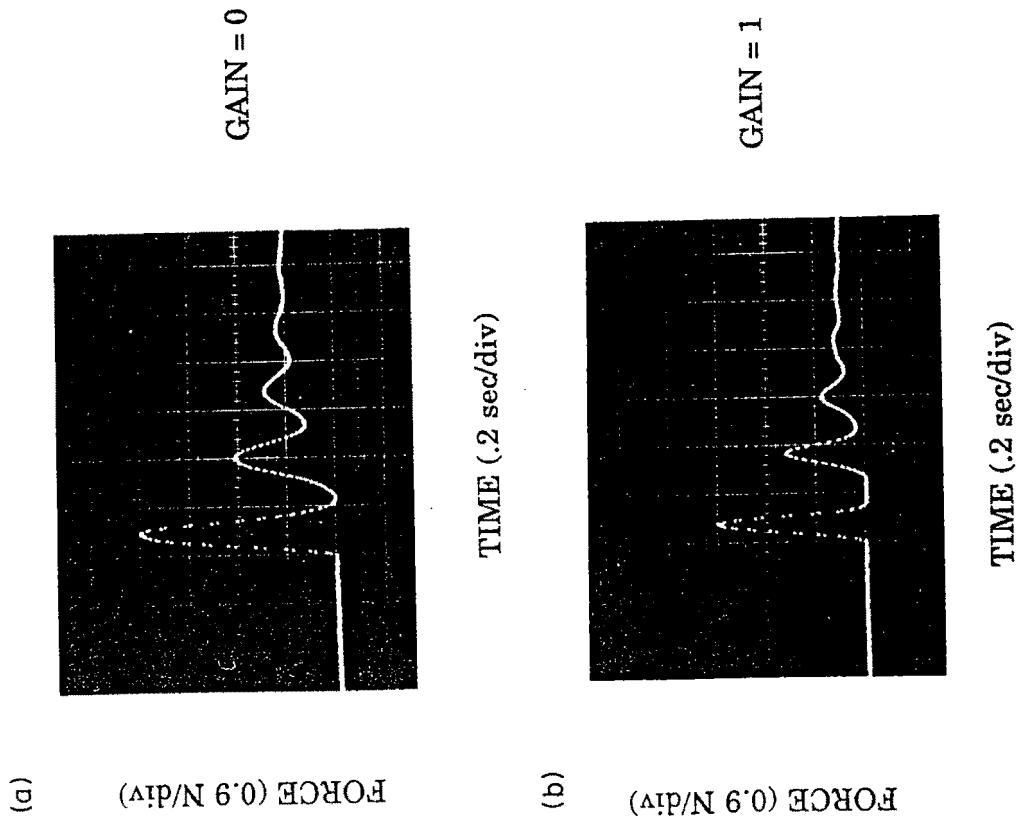 (a)
FORCE (0.9 N/div)
GAIN = 0
TIME (.2 sec/div)
(b)
FORCE (0.9 N/div)
GAIN = 1
TIME (.2 sec/div)